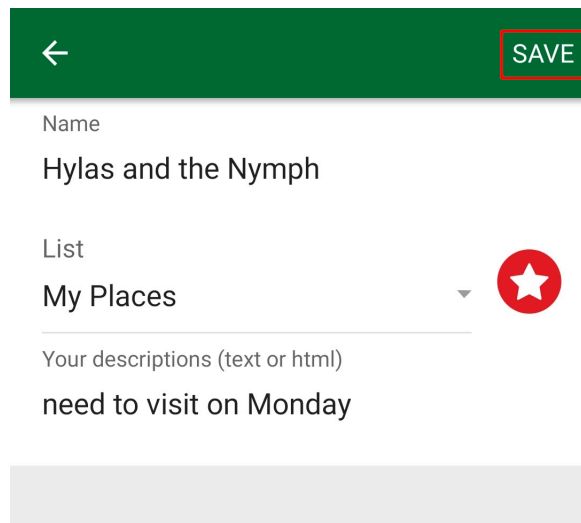 SAVE
Name
Hylas and the Nymph
List
My Places
Your descriptions (text or html)
need to visit on Monday